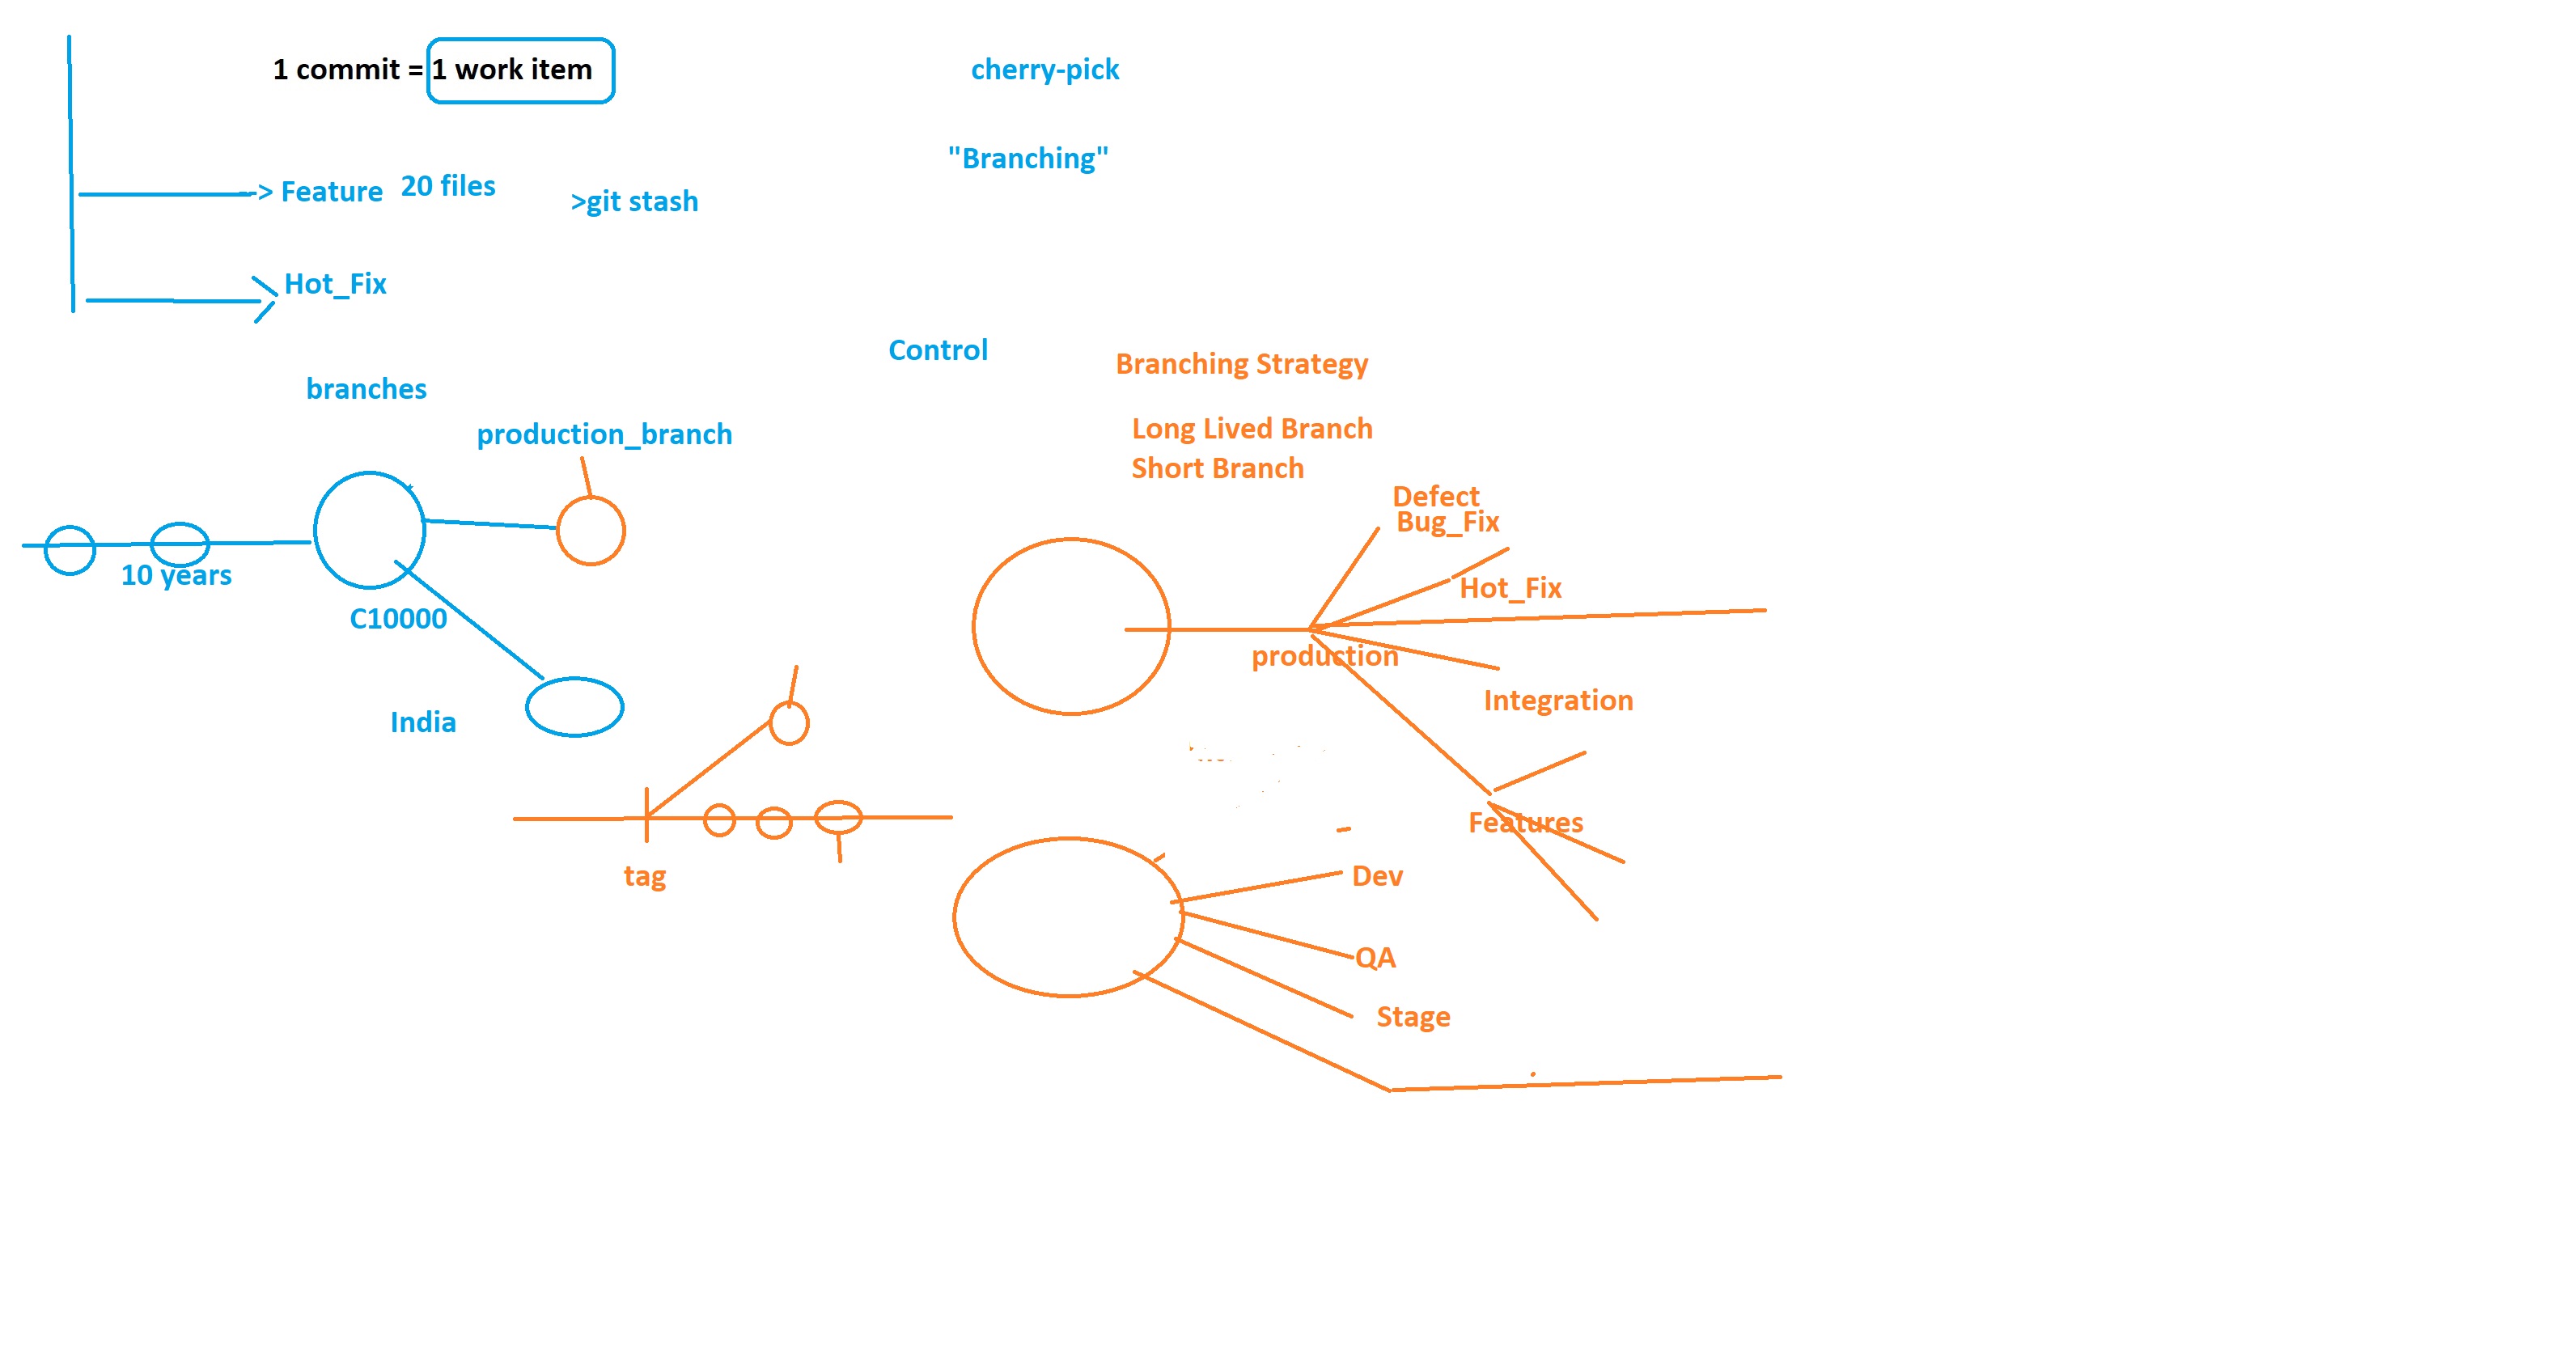 1 commit = 1 work item
cherry-pick
"Branching"
-> Feature 20 files
>git stash
Hot_Fix
Control
Branching Strategy
branches
production_branch
Long Lived Branch
Short Branch
Defect
Bug_Fix
10 years
Hot_Fix
C10000
production
Integration
India
Features
tag
Dev
QA
Stage